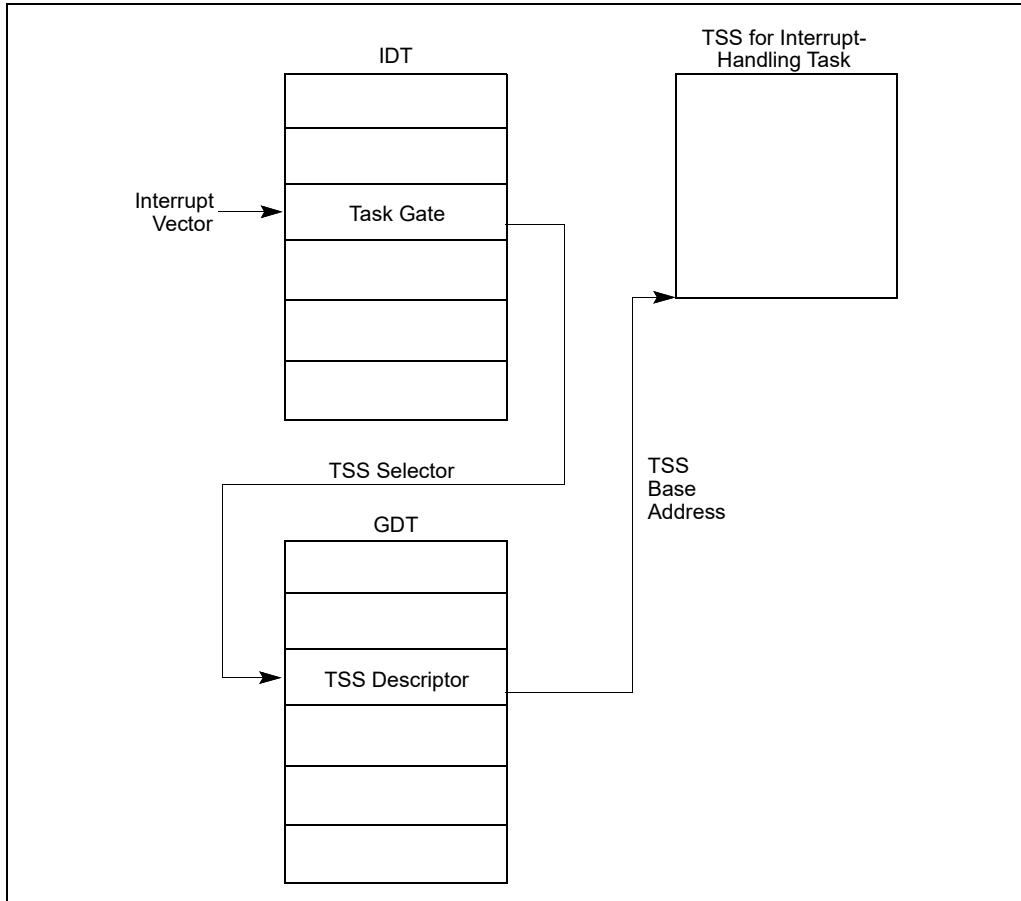 IDT
TSS for Interrupt-
Handling Task
Interrupt
Vector
Task Gate
TSS Selector
TSS
Base
Address
GDT
TSS Descriptor